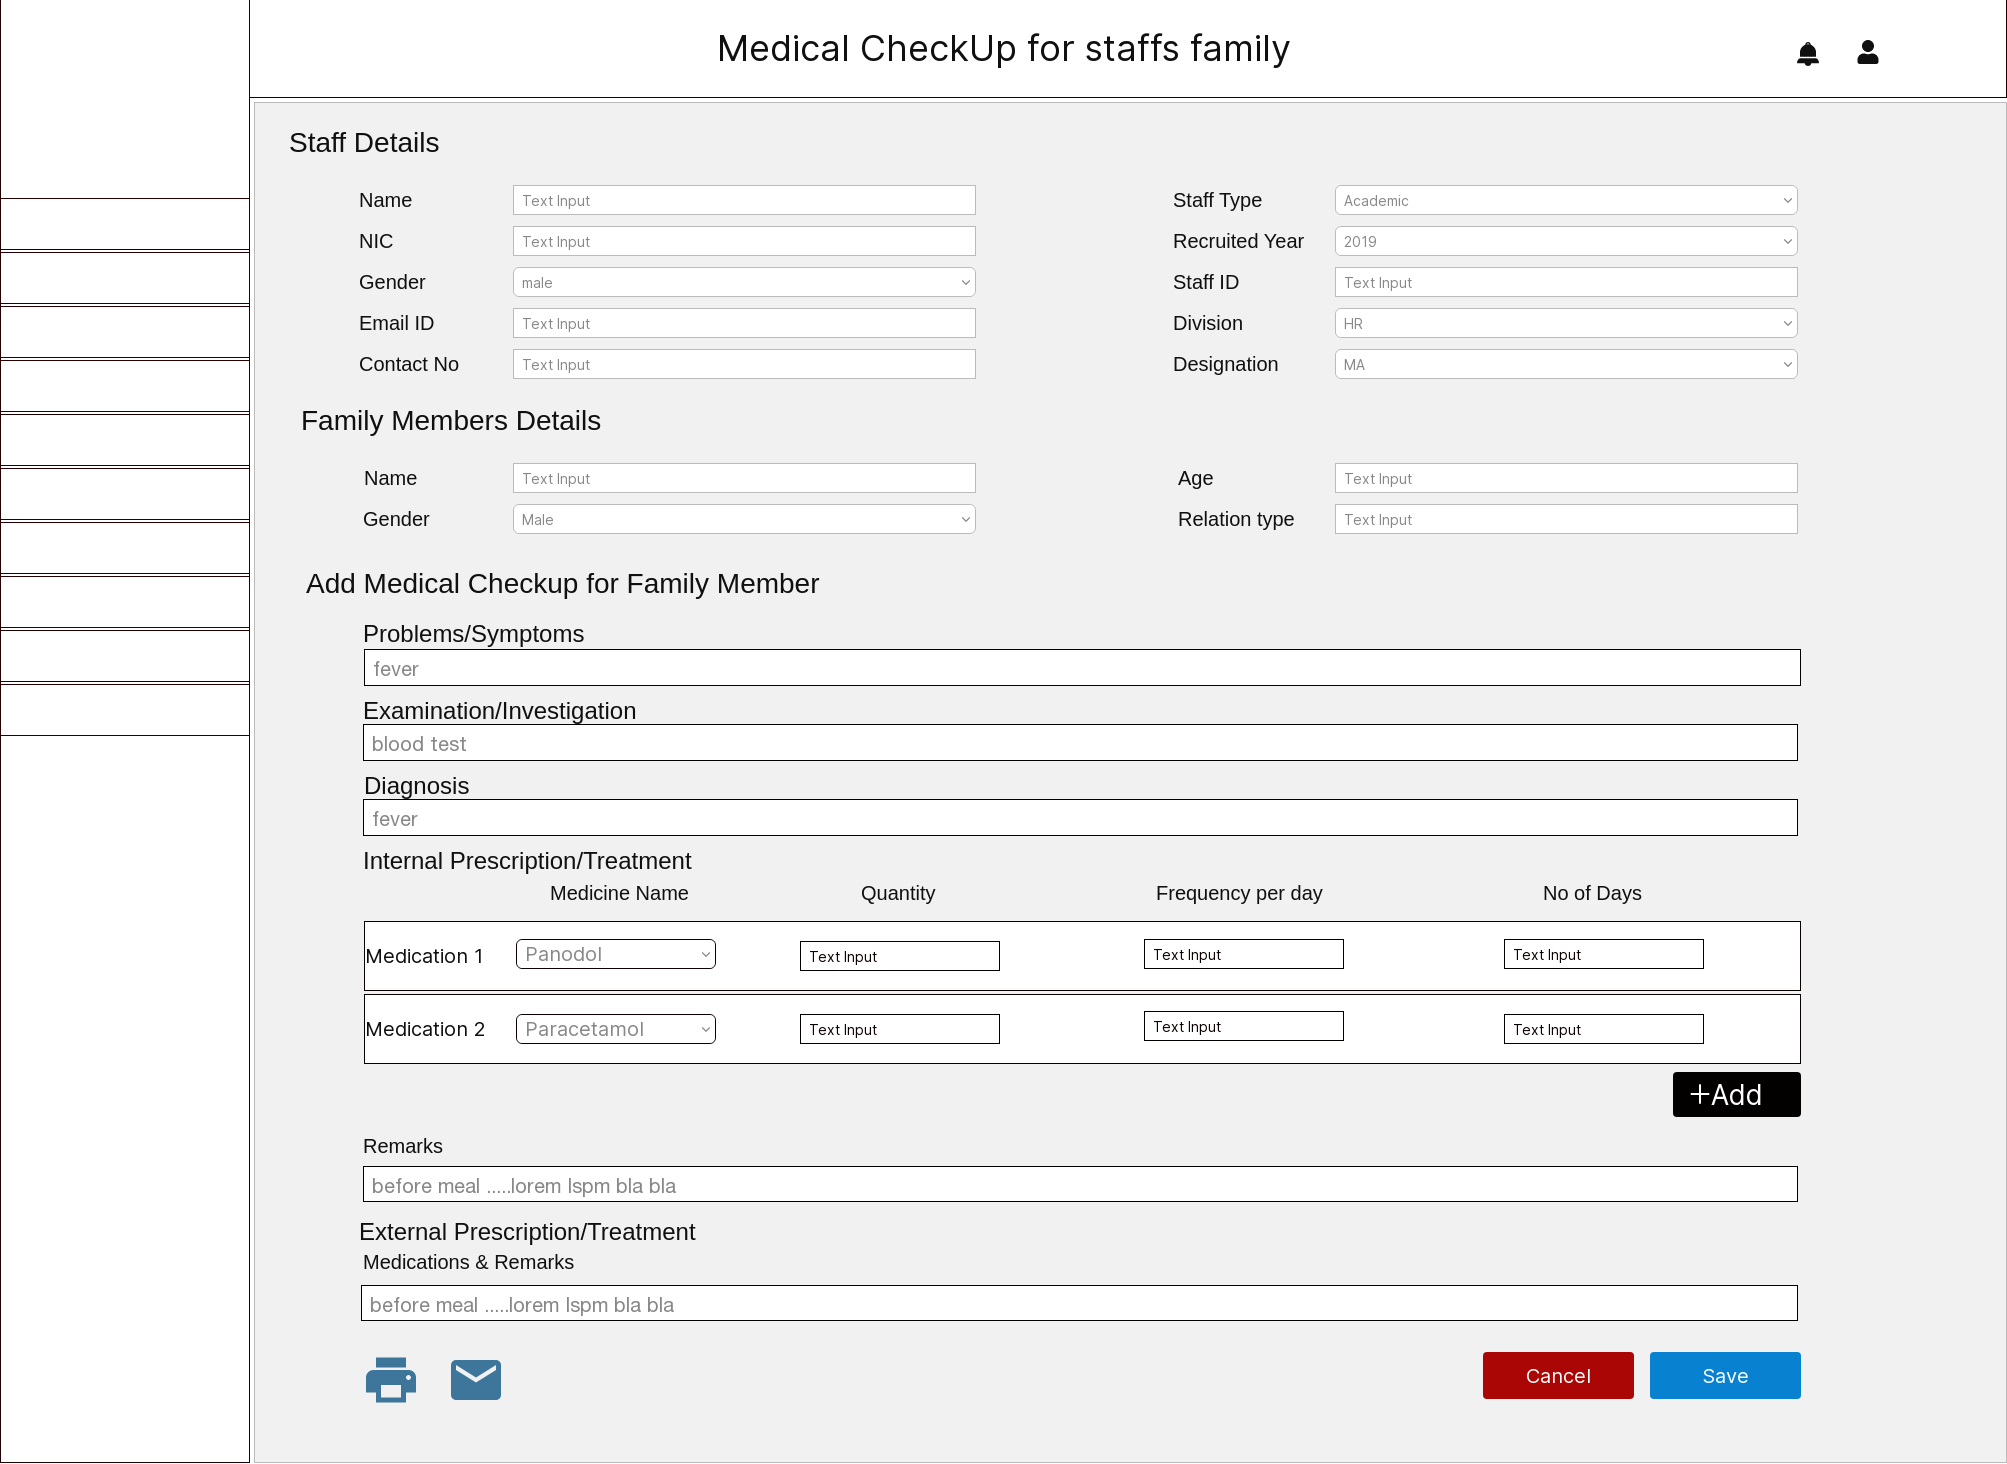 Medical CheckUp for staffs family
Staff Details
Name Text Input Staff Type Academic
NIC Text Input Recruited Year 2019
Gender male Staff ID Text Input
Email ID Text Input Division HR
Contact No Text Input Designation MA
Family Members Details
Name Text Input Age Text Input
Gender Male Relation type Text Input
Add Medical Checkup for Family Member
Problems/Symptoms
fever
Examination/Investigation
blood test
Diagnosis
fever
Internal Prescription/Treatment
Medicine Name Quantity Frequency per day No of Days
Medication 1 Panodol Text Input Text Input Text Input
Medication 2 Paracetamol Text Input Text Input Text Input
+Add
Remarks
before meal .....lorem Ispm bla bla
External Prescription/Treatment
Medications & Remarks
before meal .....lorem Ispm bla bla
Cancel Save